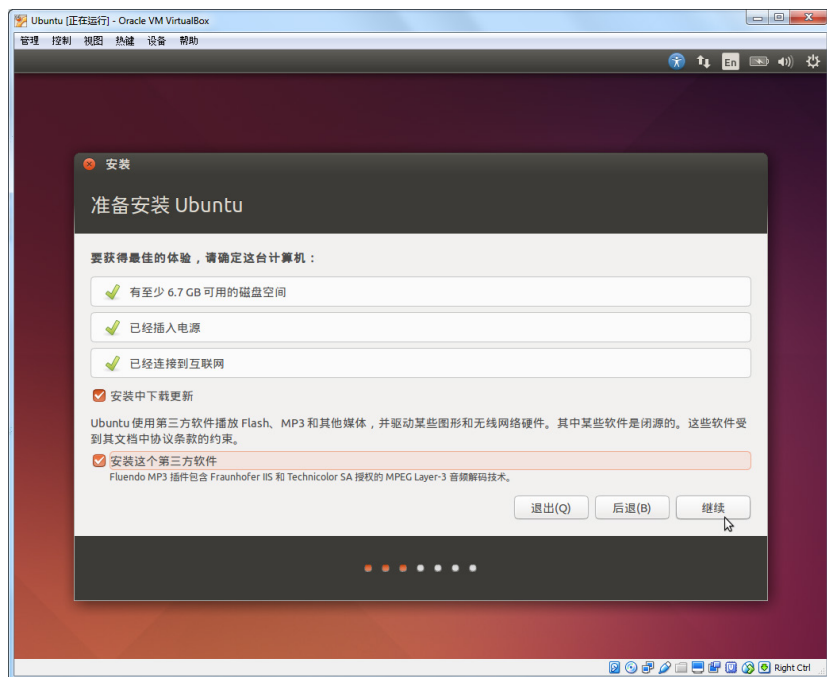 Ubuntu [正在运行] - Oracle VM VirtualBox
管理 控制 视图 热键 设备 帮助
En
安装
准备安装 Ubuntu
要获得最佳的体验，请确定这台计算机：
有至少 6.7 GB 可用的磁盘空间
已经插入电源
已经连接到互联网
安装中下载更新
Ubuntu 使用第三方软件播放 Flash、MP3 和其他媒体，并驱动某些图形和无线网络硬件。其中某些软件是闭源的。这些软件受
到其文档中协议条款的约束。
安装这个第三方软件
Fluendo MP3 插件包含 Fraunhofer IIS 和 Technicolor SA 授权的 MPEG Layer-3 音频解码技术。
退出(Q) 后退(B) 继续
Right Ctrl